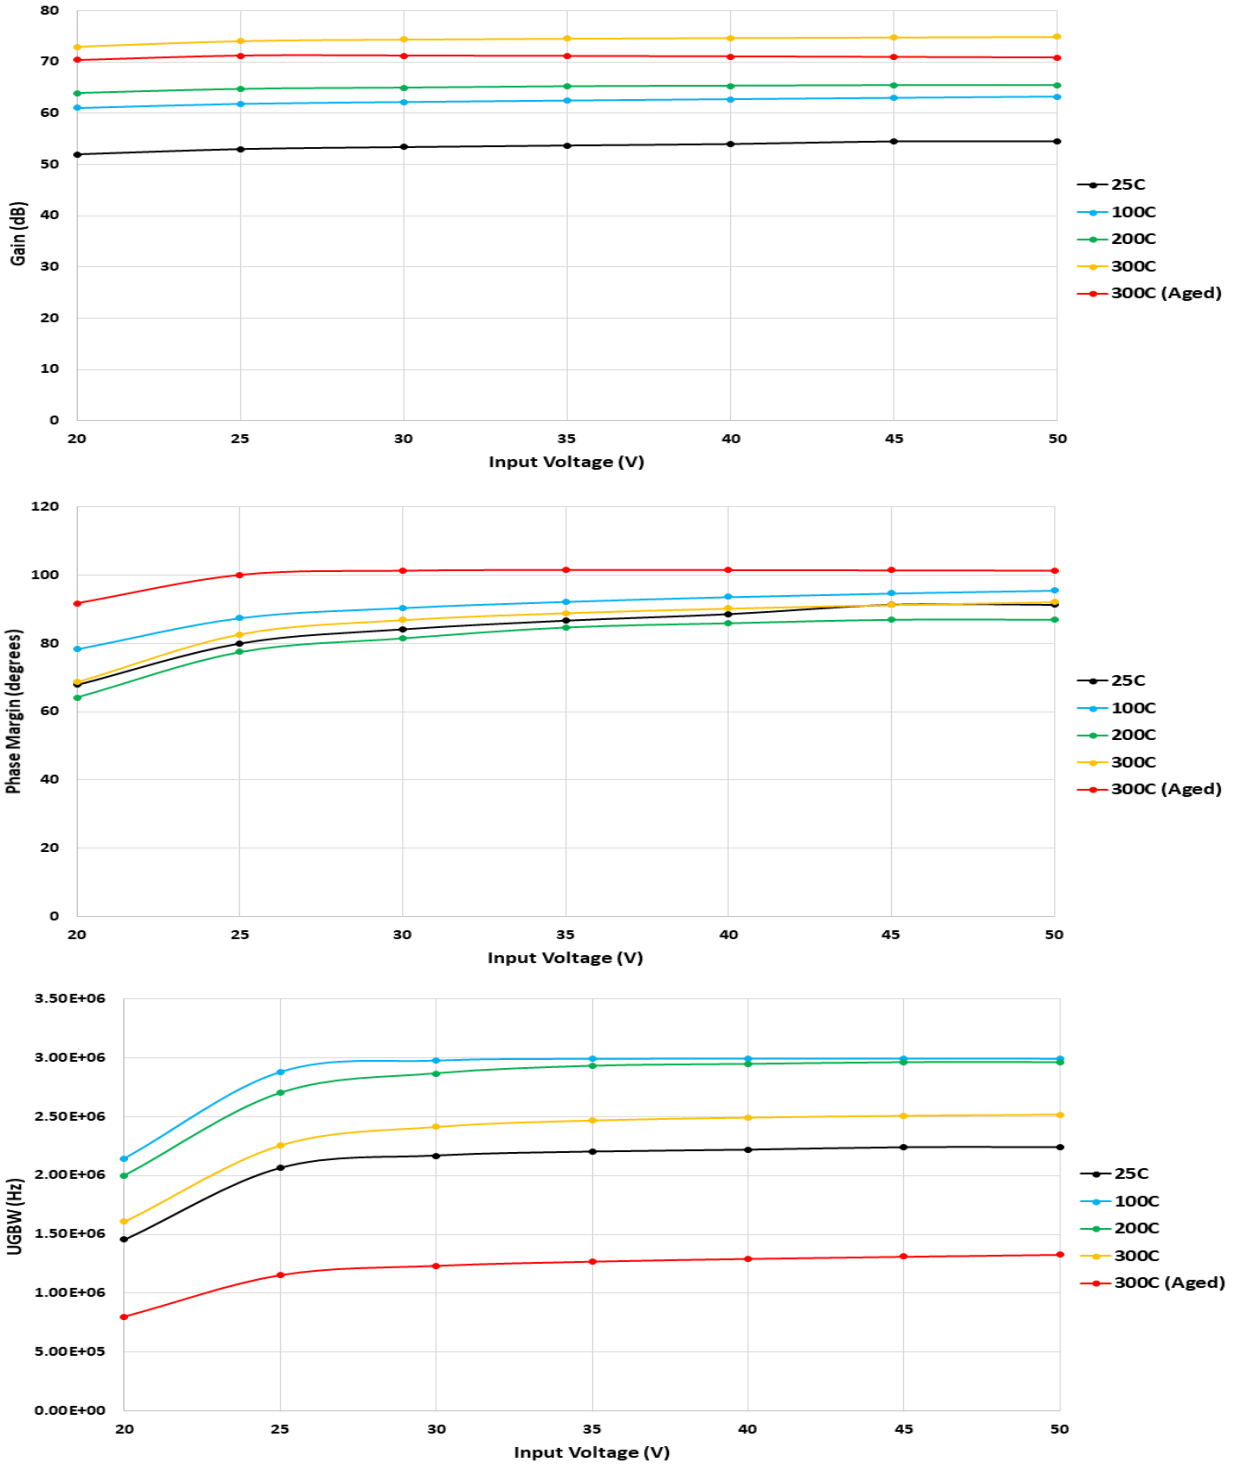 80
70
60
50
40
30
20
10
0
Gain (dB)
20 25 30 35 40 45 50
Input Voltage (V)
25C
100C
200C
300C
300C (Aged)
120
100
80
60
40
20
0
Phase Margin (degrees)
20 25 30 35 40 45 50
Input Voltage (V)
25C
100C
200C
300C
300C (Aged)
3.50E+06
3.00E+06
2.50E+06
2.00E+06
1.50E+06
1.00E+06
5.00E+05
0.00E+00
UGBW (Hz)
20 25 30 35 40 45 50
Input Voltage (V)
25C
100C
200C
300C
300C (Aged)